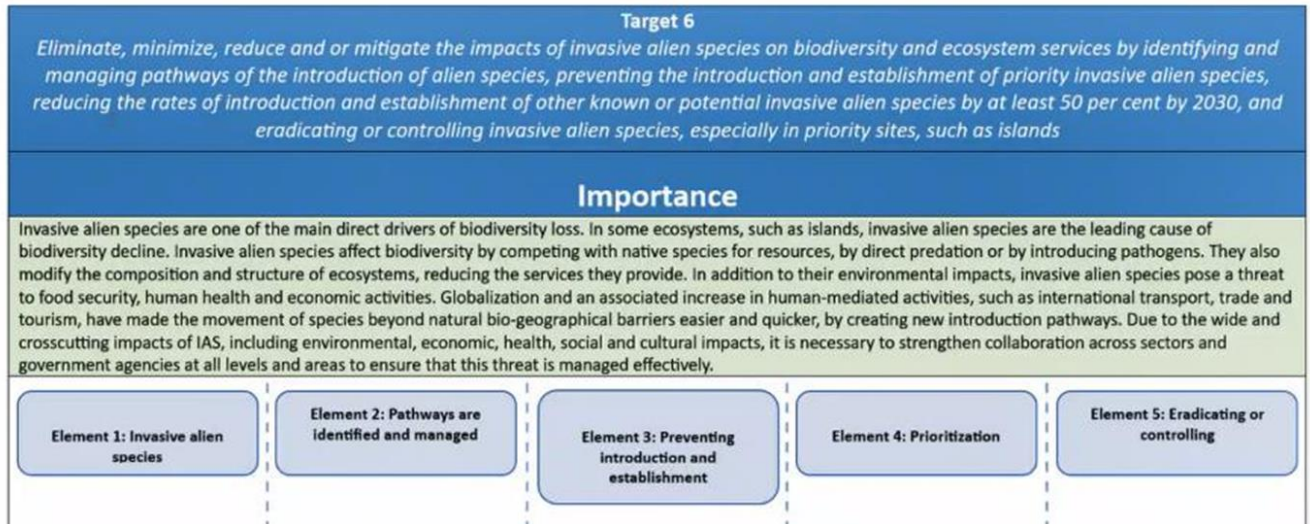 Target 6
Eliminate, minimize, reduce and or mitigate the impacts of invasive alien species on biodiversity and ecosystem services by identifying and
managing pathways of the introduction of alien species, preventing the introduction and establishment of priority invasive alien species,
reducing the rates of introduction and establishment of other known or potential invasive alien species by at least 50 per cent by 2030, and
eradicating or controlling invasive alien species, especially in priority sites, such as islands
Importance
Invasive alien species are one of the main direct drivers of biodiversity loss. In some ecosystems, such as islands, invasive alien species are the leading cause of
biodiversity decline. Invasive alien species affect biodiversity by competing with native species for resources, by direct predation or by introducing pathogens. They also
modify the composition and structure of ecosystems, reducing the services they provide. In addition to their environmental impacts, invasive alien species pose a threat
to food security, human health and economic activities. Globalization and an associated increase in human-mediated activities, such as international transport, trade and
tourism, have made the movement of species beyond natural bio-geographical barriers easier and quicker, by creating new introduction pathways. Due to the wide and
crosscutting impacts of IAS, including environmental, economic, health, social and cultural impacts, it is necessary to strengthen collaboration across sectors and
government agencies at all levels and areas to ensure that this threat is managed effectively.
Element 1: Invasive alien
species
Element 2: Pathways are
identified and managed
Element 3: Preventing
introduction and
establishment
Element 4: Prioritization
Element 5: Eradicating or
controlling